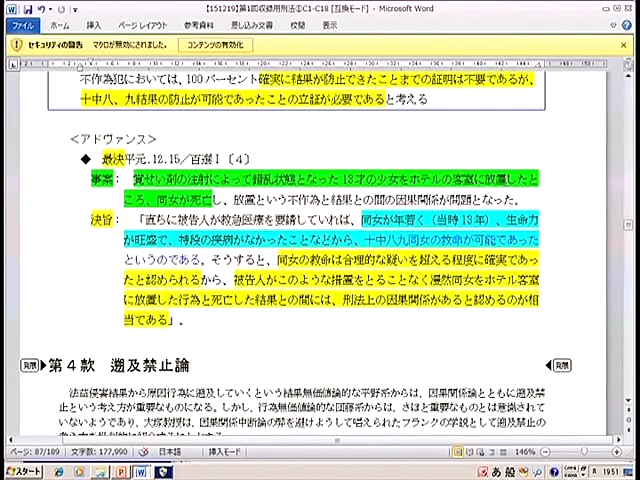 【151219】第1回収録用刑法①C1-C18 [互換モード] - Microsoft Word
ファイル ホーム 挿入 ページ レイアウト 参考資料 差し込み文書 校閲 表示
セキュリティの警告 マクロが無効にされました。 コンテンツの有効化
不作為犯においては、100 パーセント確実に結果が防止できたことまでの証明は不要であるが、
十中八、九結果の防止が可能であったことの立証が必要であると考える
＜アドヴァンス＞
◆ 最決平元.12.15／百選Ⅰ〔4〕
事案： 覚せい剤の注射によって錯乱状態となった 13才の少女をホテルの客室に放置したと
ころ、同女が死亡し、放置という不作為と結果との間の因果関係が問題となった。
決旨： 「直ちに被告人が救急医療を要請していれば、同女が年若く（当時 13年）、生命力
が旺盛で、特段の疾病がなかったことなどから、十中八九同女の救命が可能であった
というのである。そうすると、同女の救命は合理的な疑いを超える程度に確実であっ
たと認められるから、被告人がこのような措置をとることなく漫然同女をホテル客室
に放置した行為と死亡した結果との間には、刑法上の因果関係があると認めるのが相
当である」。
発展 第４款 遡及禁止論 発展
法益侵害結果から原因行為に遡及していくという結果無価値論的な平野系からは、因果関係論とともに遡及禁
止という考え方が重要なものになる。しかし、行為無価値論的な団藤系からは、さほど重要なものとは意識されて
いないようであり、大塚教授は、因果関係中断論の弊を避けようして唱えられたフランクの学説として遡及禁止の
ページ: 87/189 文字数: 177,990 日本語 挿入モード 146%
スタート あ 般 CAPS KANA 19:51